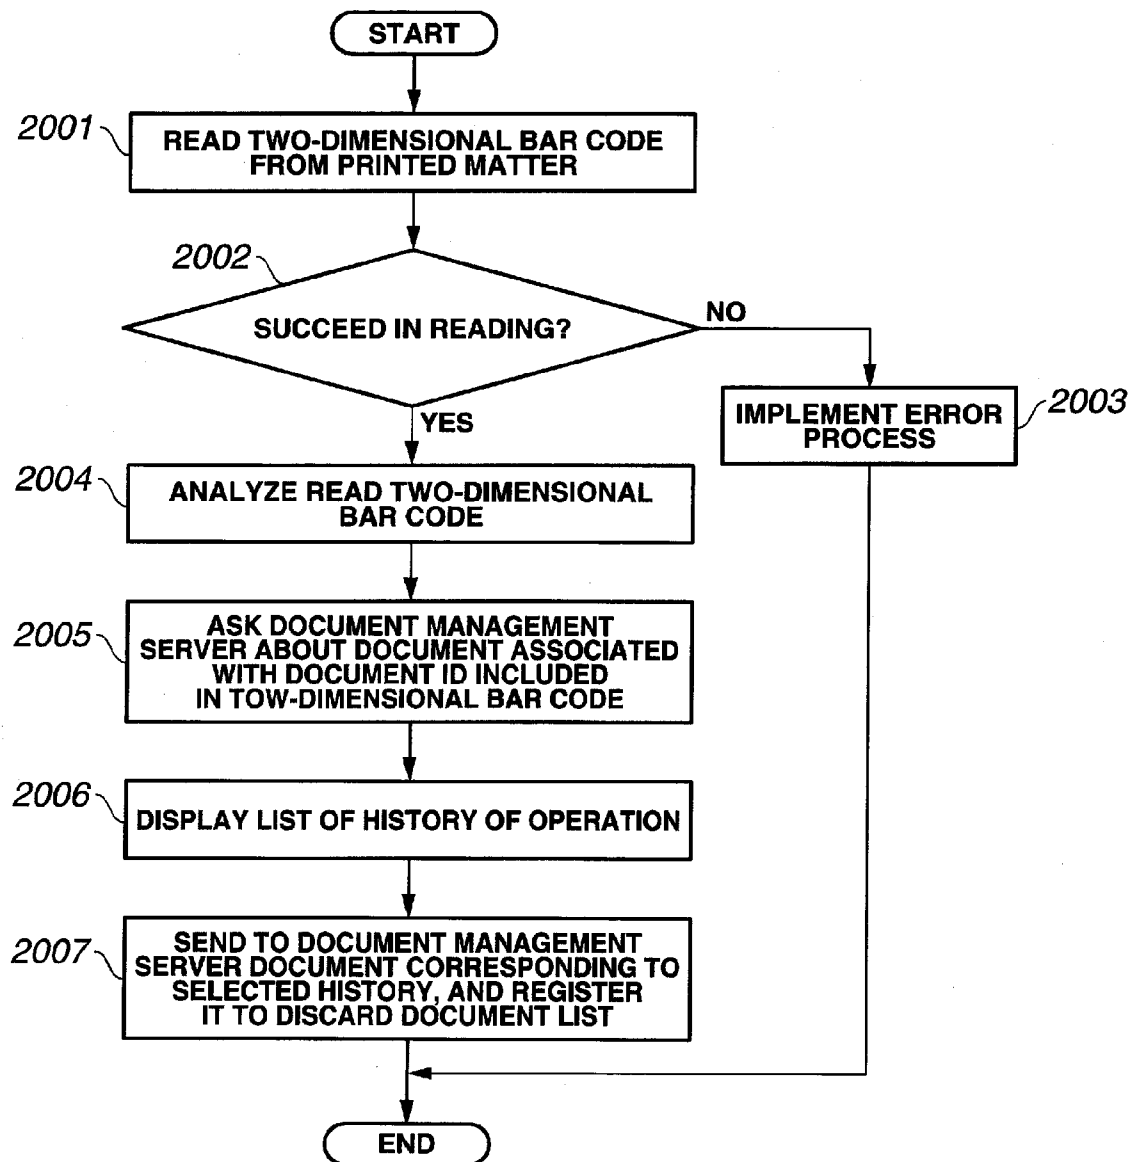 START
2001
READ TWO-DIMENSIONAL BAR CODE
FROM PRINTED MATTER
2002
SUCCEED IN READING?
NO
YES
IMPLEMENT ERROR
PROCESS
2003
2004
ANALYZE READ TWO-DIMENSIONAL
BAR CODE
2005
ASK DOCUMENT MANAGEMENT
SERVER ABOUT DOCUMENT ASSOCIATED
WITH DOCUMENT ID INCLUDED
IN TOW-DIMENSIONAL BAR CODE
2006
DISPLAY LIST OF HISTORY OF OPERATION
2007
SEND TO DOCUMENT MANAGEMENT
SERVER DOCUMENT CORRESPONDING TO
SELECTED HISTORY, AND REGISTER
IT TO DISCARD DOCUMENT LIST
END